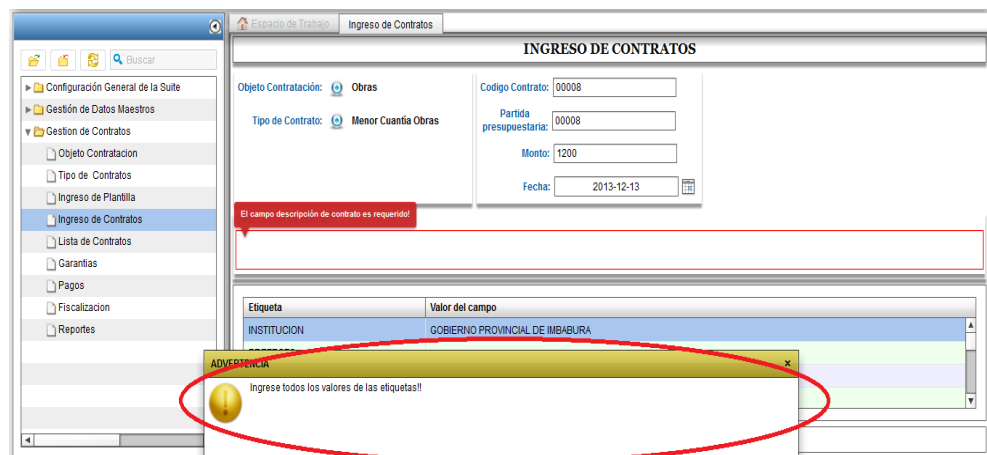 Espacio de Trabajo
Ingreso de Contratos
Buscar
Configuración General de la Suite
Gestión de Datos Maestros
Gestion de Contratos
Objeto Contratacion
Tipo de Contratos
Ingreso de Plantilla
Ingreso de Contratos
Lista de Contratos
Garantias
Pagos
Fiscalizacion
Reportes
INGRESO DE CONTRATOS
Objeto Contratación: Obras
Tipo de Contrato: Menor Cuantia Obras
Codigo Contrato: 00008
Partida
presupuestaria: 00008
Monto: 1200
Fecha: 2013-12-13
El campo descripción de contrato es requerido!
Etiqueta Valor del campo
INSTITUCION GOBIERNO PROVINCIAL DE IMBABURA
ADVERTENCIA x
Ingrese todos los valores de las etiquetas!!